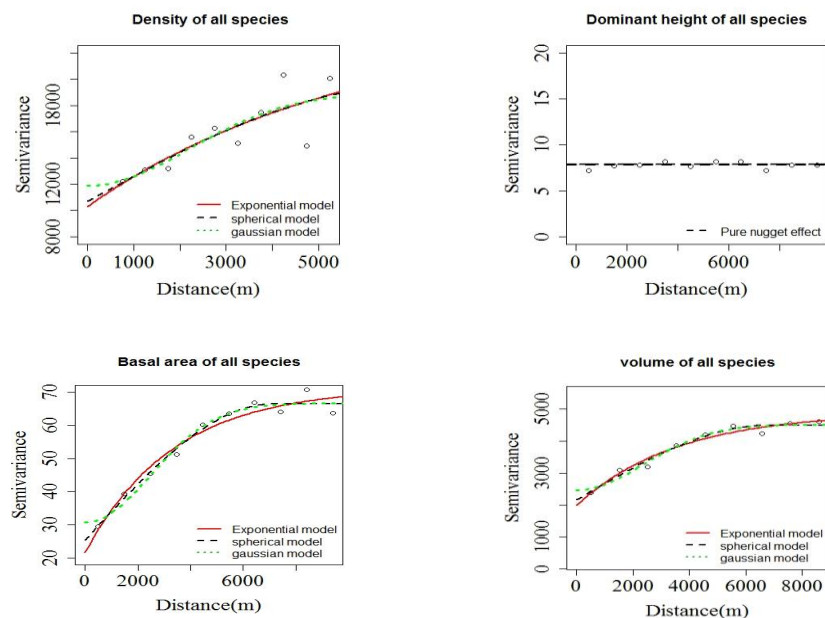 Density of all species
Semivariance
18000
12000
8000
0 1000 3000 5000
Distance(m)
Exponential model
spherical model
gaussian model
Dominant height of all species
Semivariance
20
15
10
5
0
0 2000 6000
Distance(m)
Pure nugget effect
Basal area of all species
Semivariance
70
60
50
40
30
20
0 2000 6000
Distance(m)
Exponential model
spherical model
gaussian model
volume of all species
Semivariance
5000
3000
1000
0
0 2000 4000 6000 8000
Distance(m)
Exponential model
spherical model
gaussian model